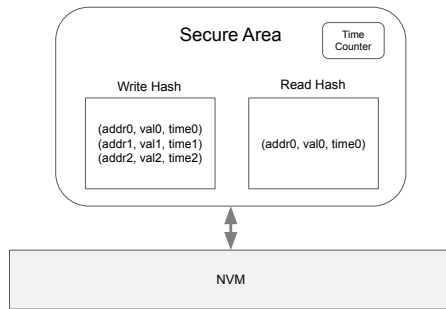 Secure Area
Time
Counter
Write Hash
Read Hash
(addr0, val0, time0)
(addr1, val1, time1)
(addr2, val2, time2)
(addr0, val0, time0)
NVM